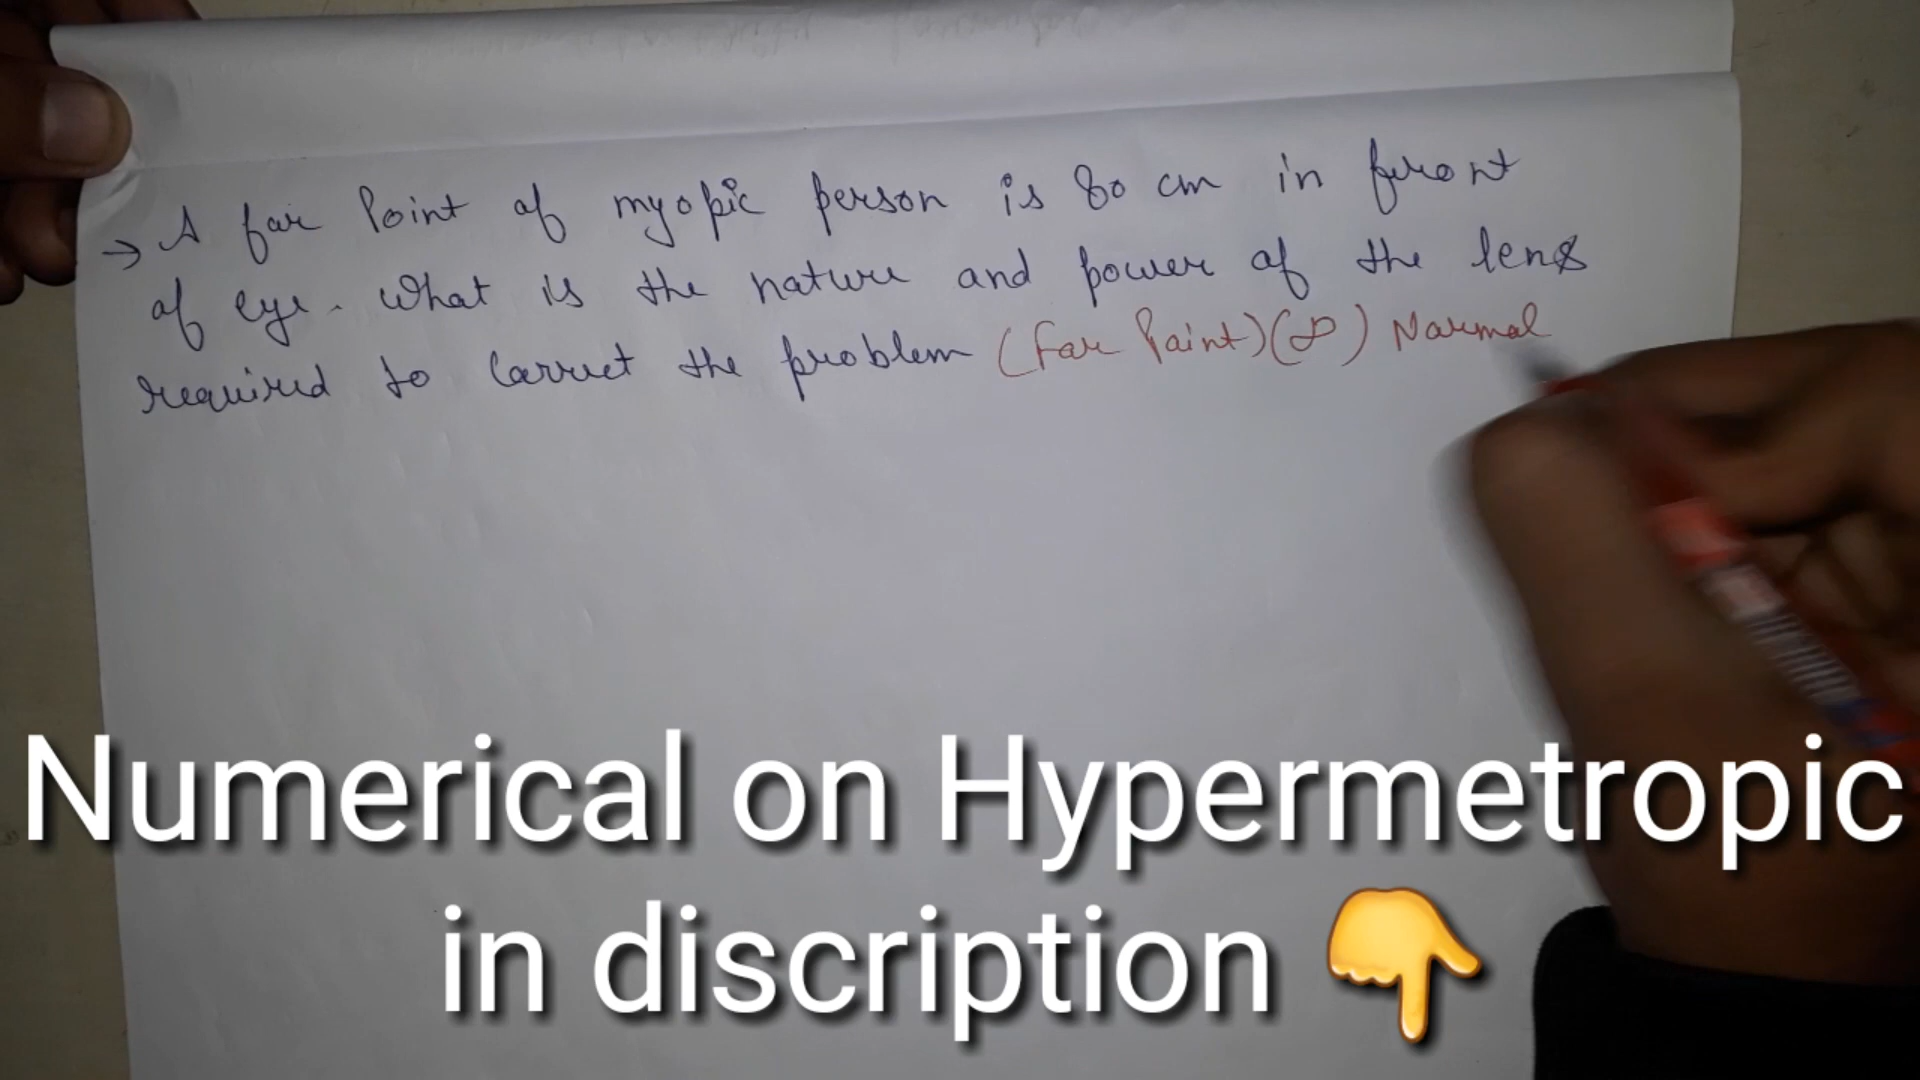 → A far Point of myopic person is 80 cm in front
of eye. What is the nature and power of the lens
required to correct the problem (Far Point) (∞) Normal
Numerical on Hypermetropic
in discription 👇